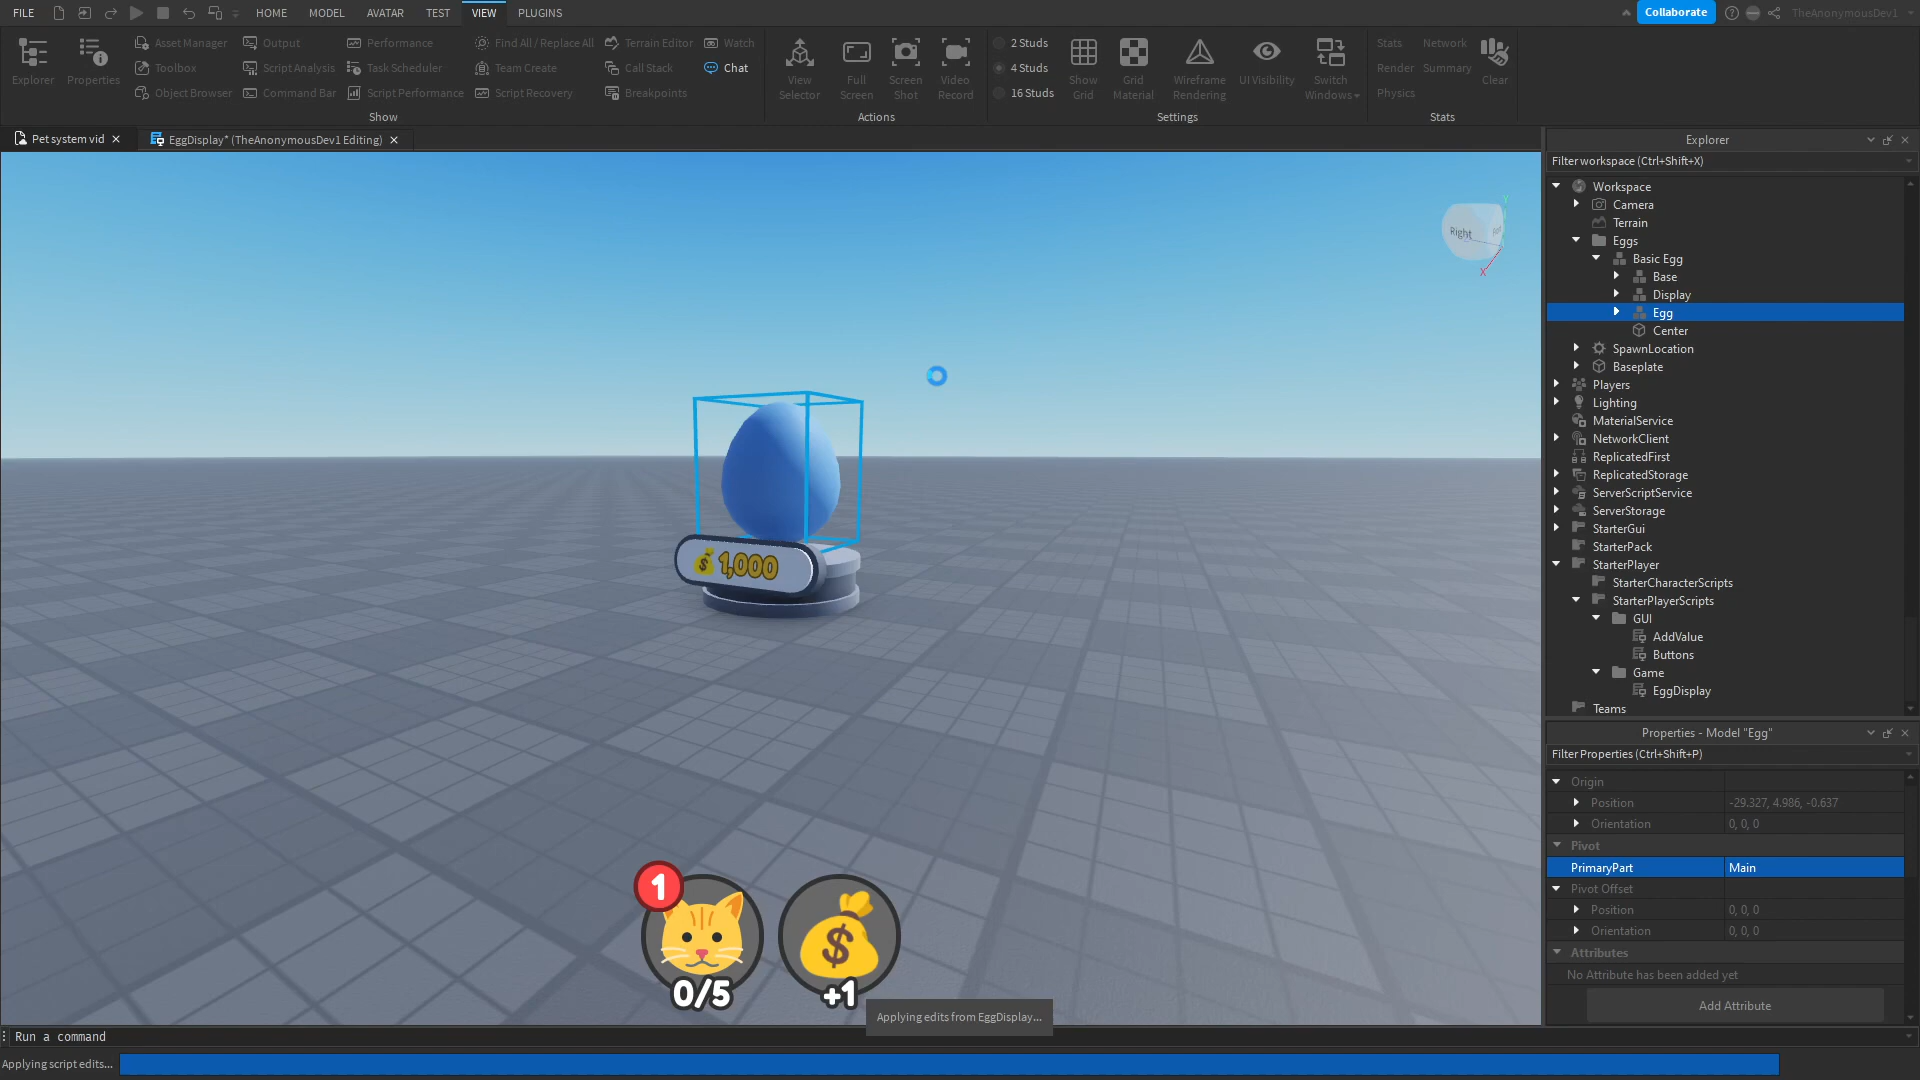 FILE HOME MODEL AVATAR TEST VIEW PLUGINS Collaborate TheAnonymousDev1
Explorer
Properties
Asset Manager
Toolbox
Object Browser
Output
Script Analysis
Command Bar
Performance
Task Scheduler
Script Performance
Find All / Replace All
Team Create
Script Recovery
Terrain Editor
Call Stack
Breakpoints
Watch
Chat
Show
View
Selector
Full
Screen
Screen
Shot
Video
Record
Actions
2 Studs
4 Studs
16 Studs
Show
Grid
Grid
Material
Wireframe
Rendering
UI Visibility
Switch
Windows
Settings
Stats
Render
Physics
Network
Summary
Clear
Stats
Pet system vid
EggDisplay* (TheAnonymousDev1 Editing)
Right
Y
X
1,000
1
0/5
+1
Applying edits from EggDisplay...
Explorer
Filter workspace (Ctrl+Shift+X)
Workspace
Camera
Terrain
Eggs
Basic Egg
Base
Display
Egg
Center
SpawnLocation
Baseplate
Players
Lighting
MaterialService
NetworkClient
ReplicatedFirst
ReplicatedStorage
ServerScriptService
ServerStorage
StarterGui
StarterPack
StarterPlayer
StarterCharacterScripts
StarterPlayerScripts
GUI
AddValue
Buttons
Game
EggDisplay
Teams
Properties - Model "Egg"
Filter Properties (Ctrl+Shift+P)
Origin
Position -29.327, 4.986, -0.637
Orientation 0, 0, 0
Pivot
PrimaryPart Main
Pivot Offset
Position 0, 0, 0
Orientation 0, 0, 0
Attributes
No Attribute has been added yet
Add Attribute
Run a command
Applying script edits...